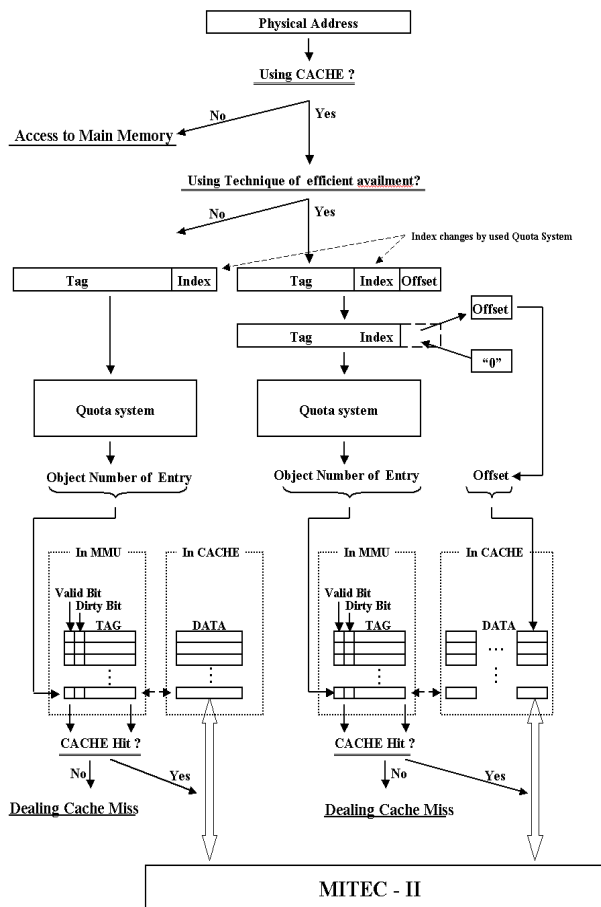 Physical Address
Using CACHE ?
No
Yes
Access to Main Memory
Using Technique of efficient availment?
No
Yes
Index changes by used Quota System
Tag
Index
Tag
Index
Offset
Tag
Index
Offset
"0"
Quota system
Quota system
Object Number of Entry
Object Number of Entry
Offset
In MMU
In CACHE
In MMU
In CACHE
Valid Bit
Dirty Bit
TAG
DATA
Valid Bit
Dirty Bit
TAG
DATA
CACHE Hit ?
CACHE Hit ?
No
Yes
No
Yes
Dealing Cache Miss
Dealing Cache Miss
MITEC - II